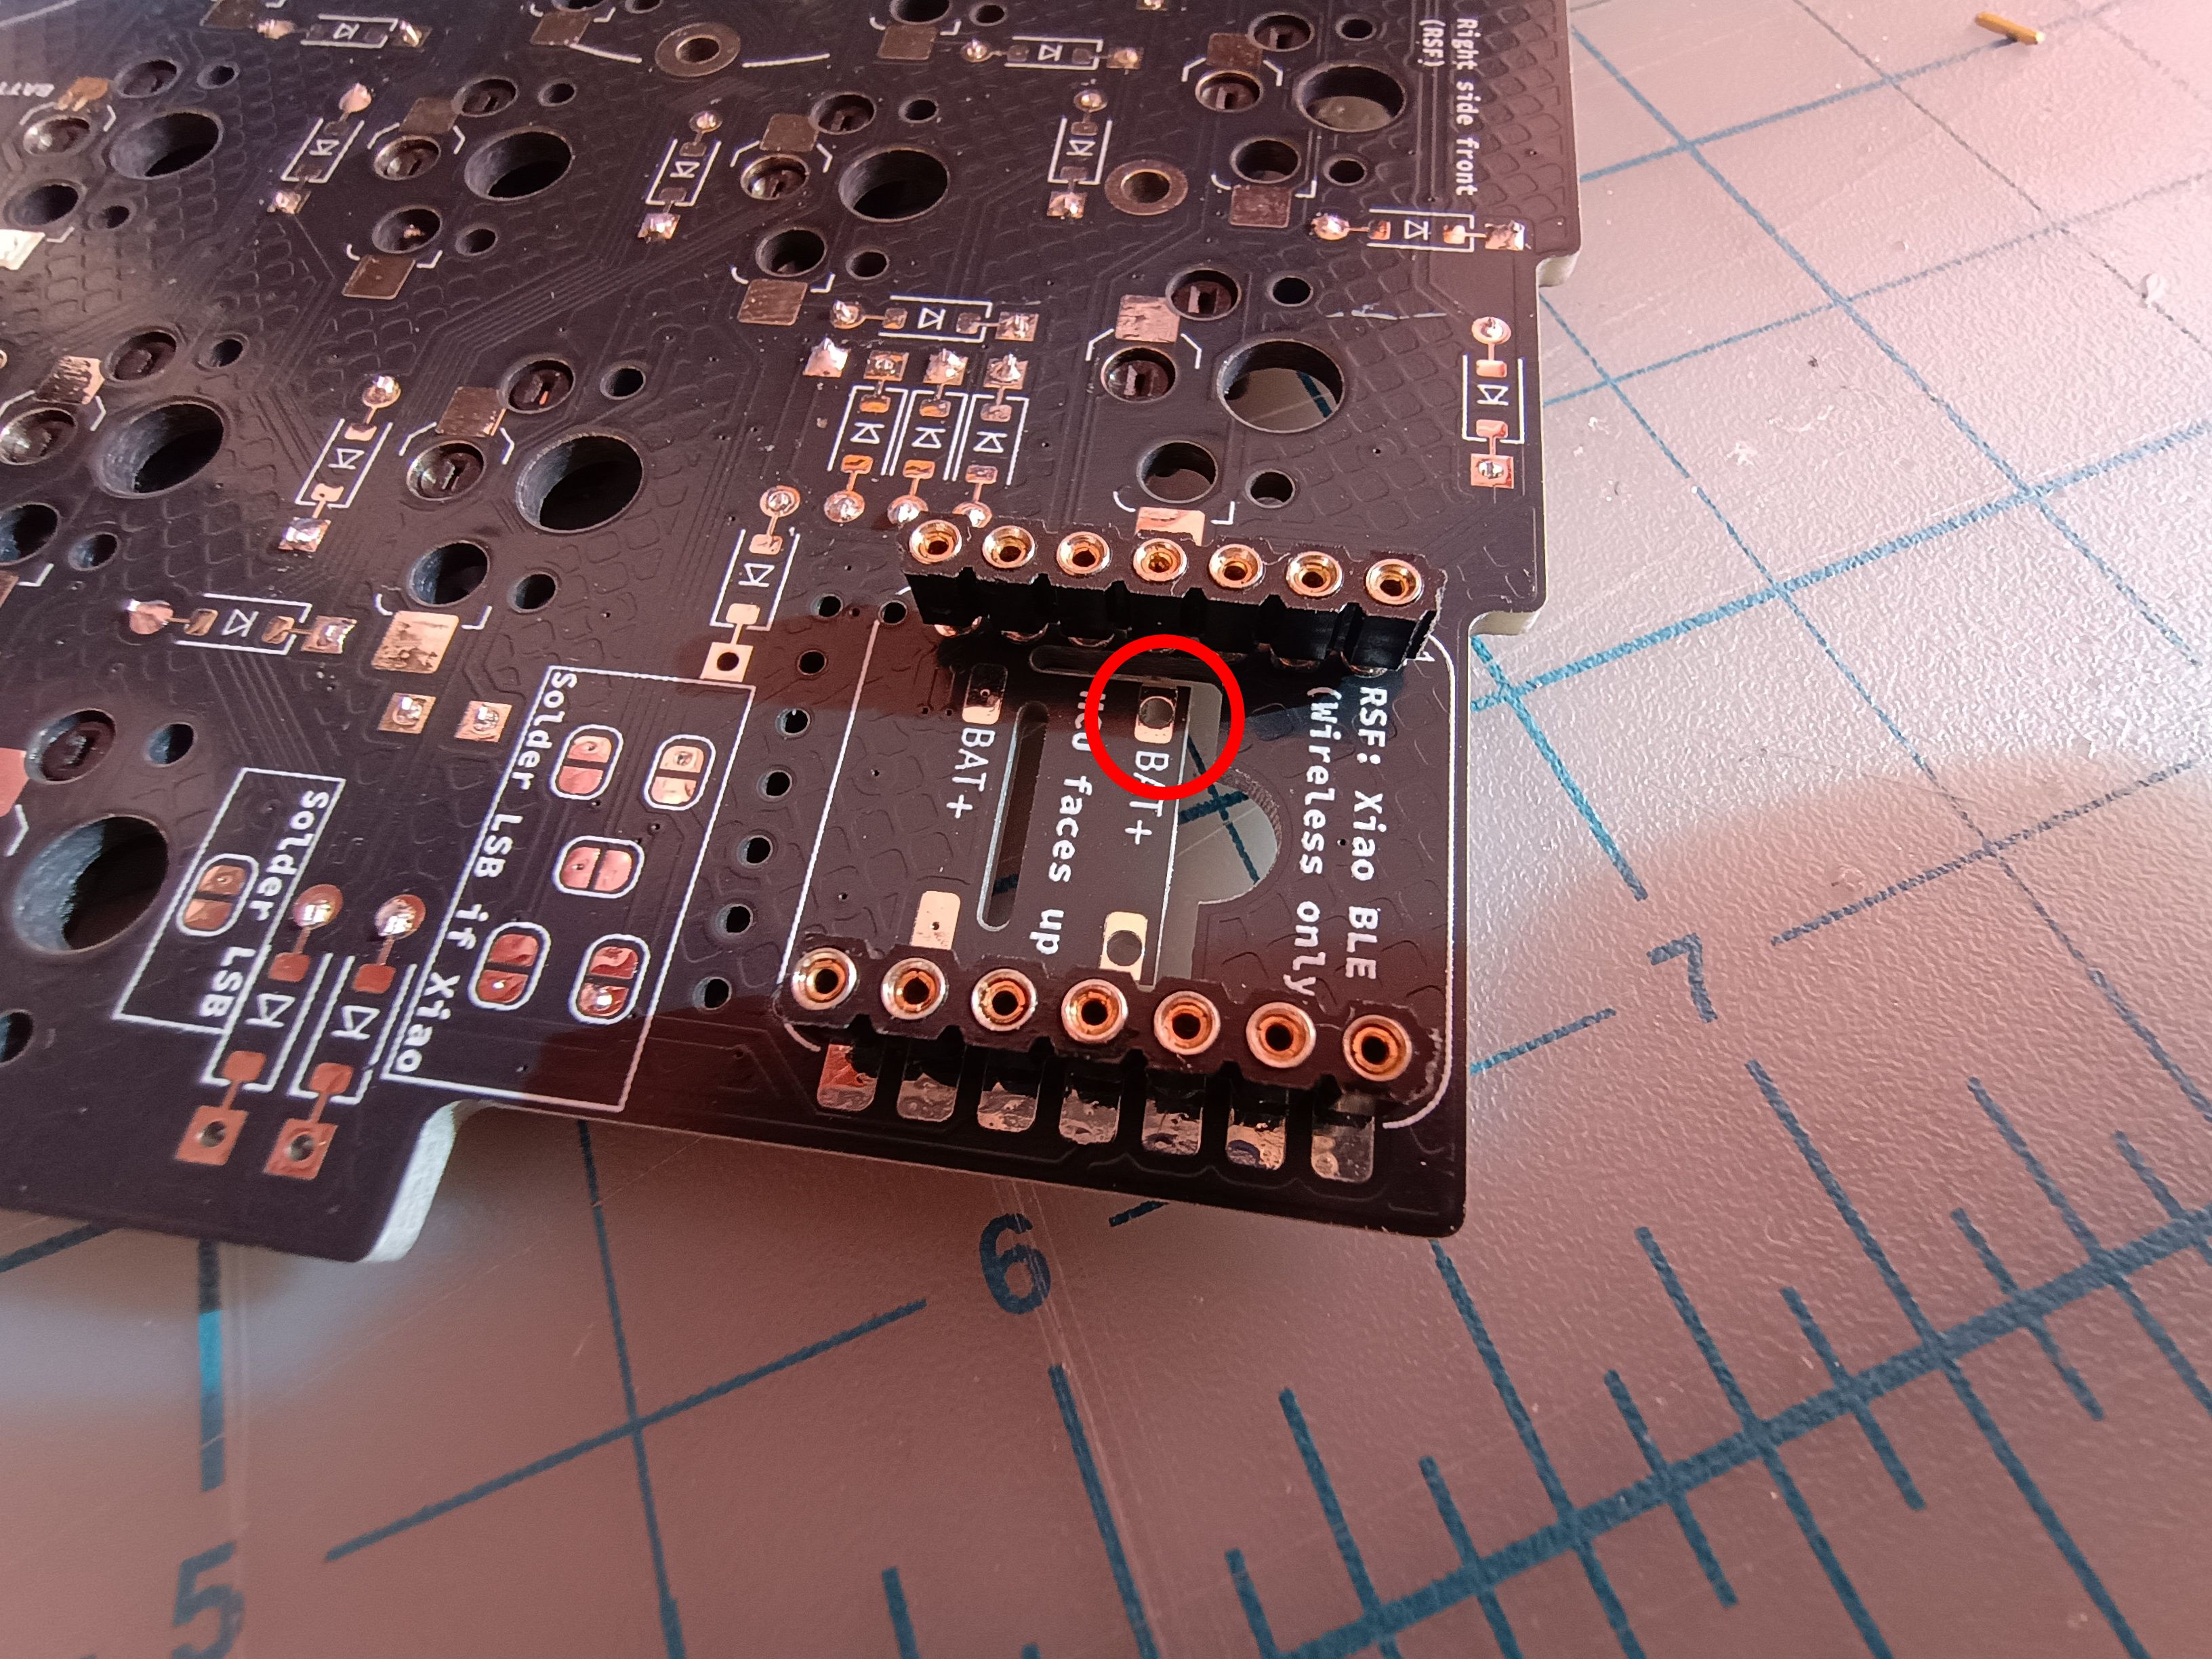 Right side front
(RSF)
RSF: Xiao BLE
(wireless only
BAT+
faces up
BAT+
Solder LSB if Xiao
Solder LSB
7
6
5